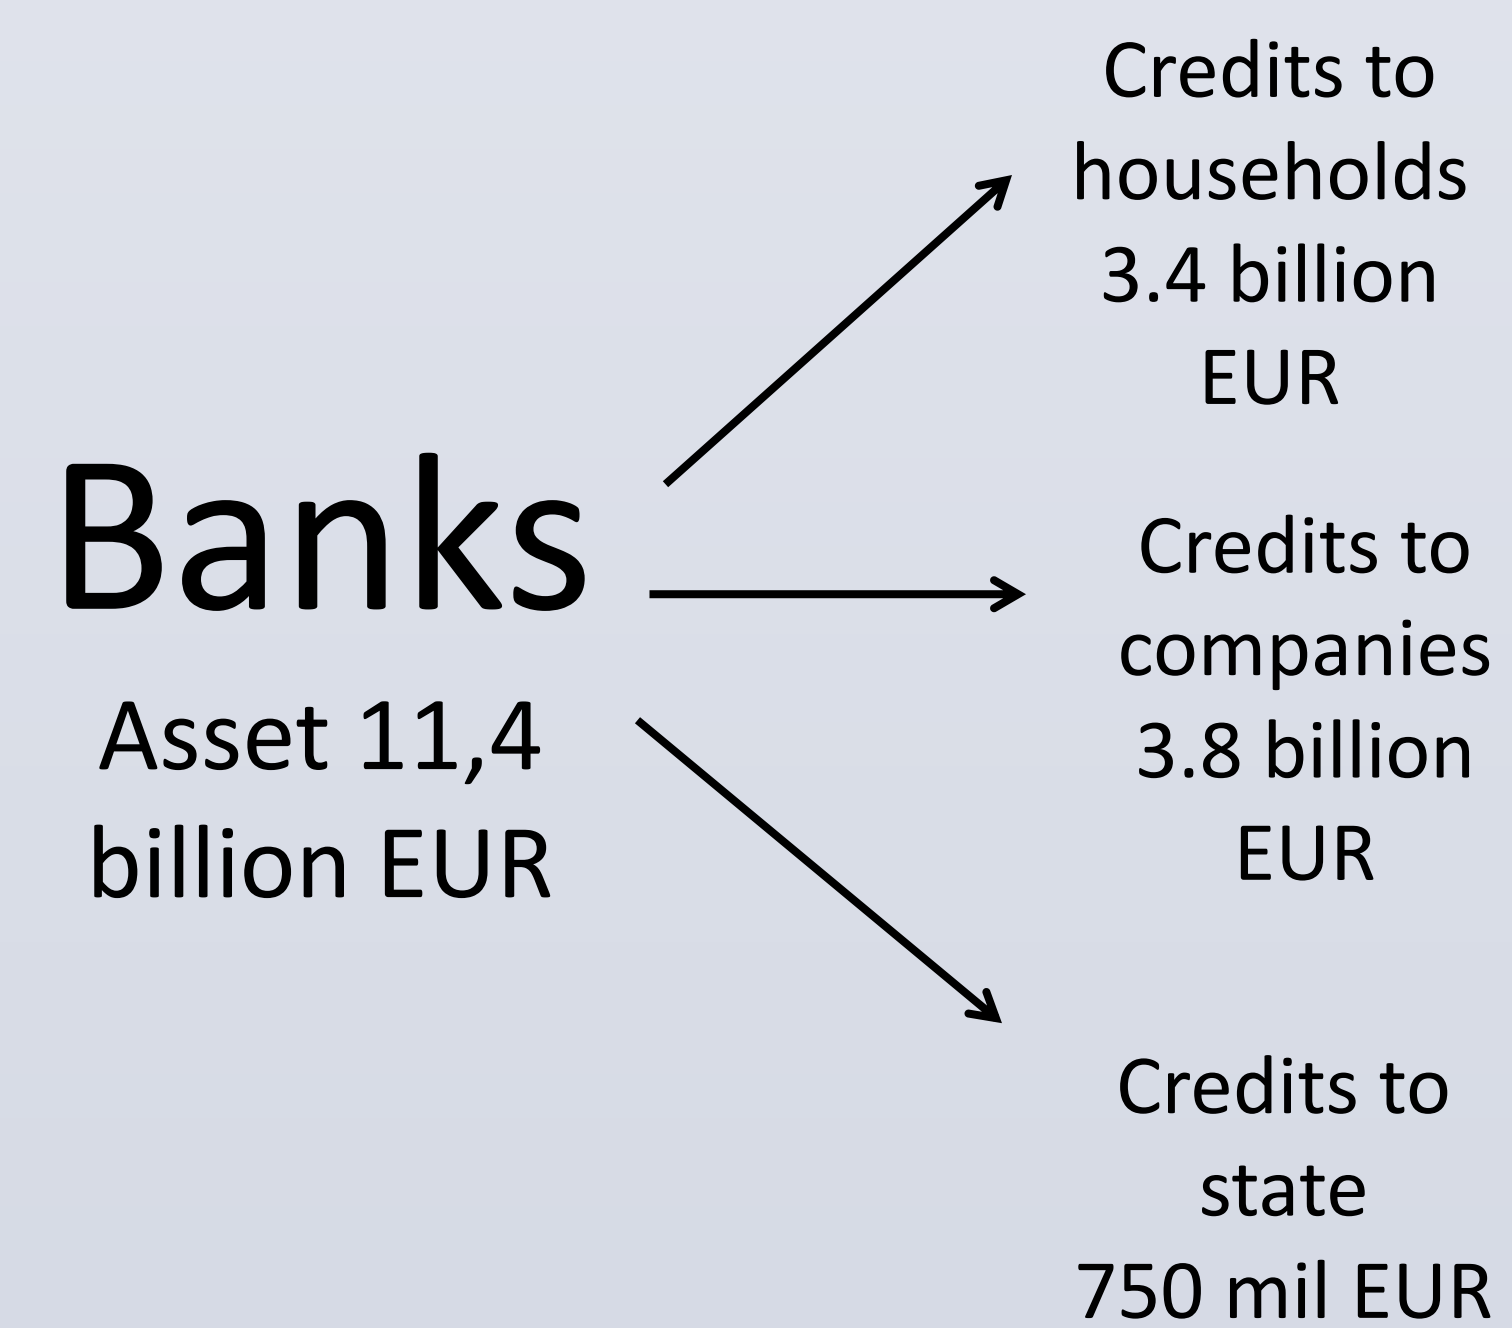 Banks
Asset 11,4
billion EUR
Credits to
households
3.4 billion
EUR
Credits to
companies
3.8 billion
EUR
Credits to
state
750 mil EUR